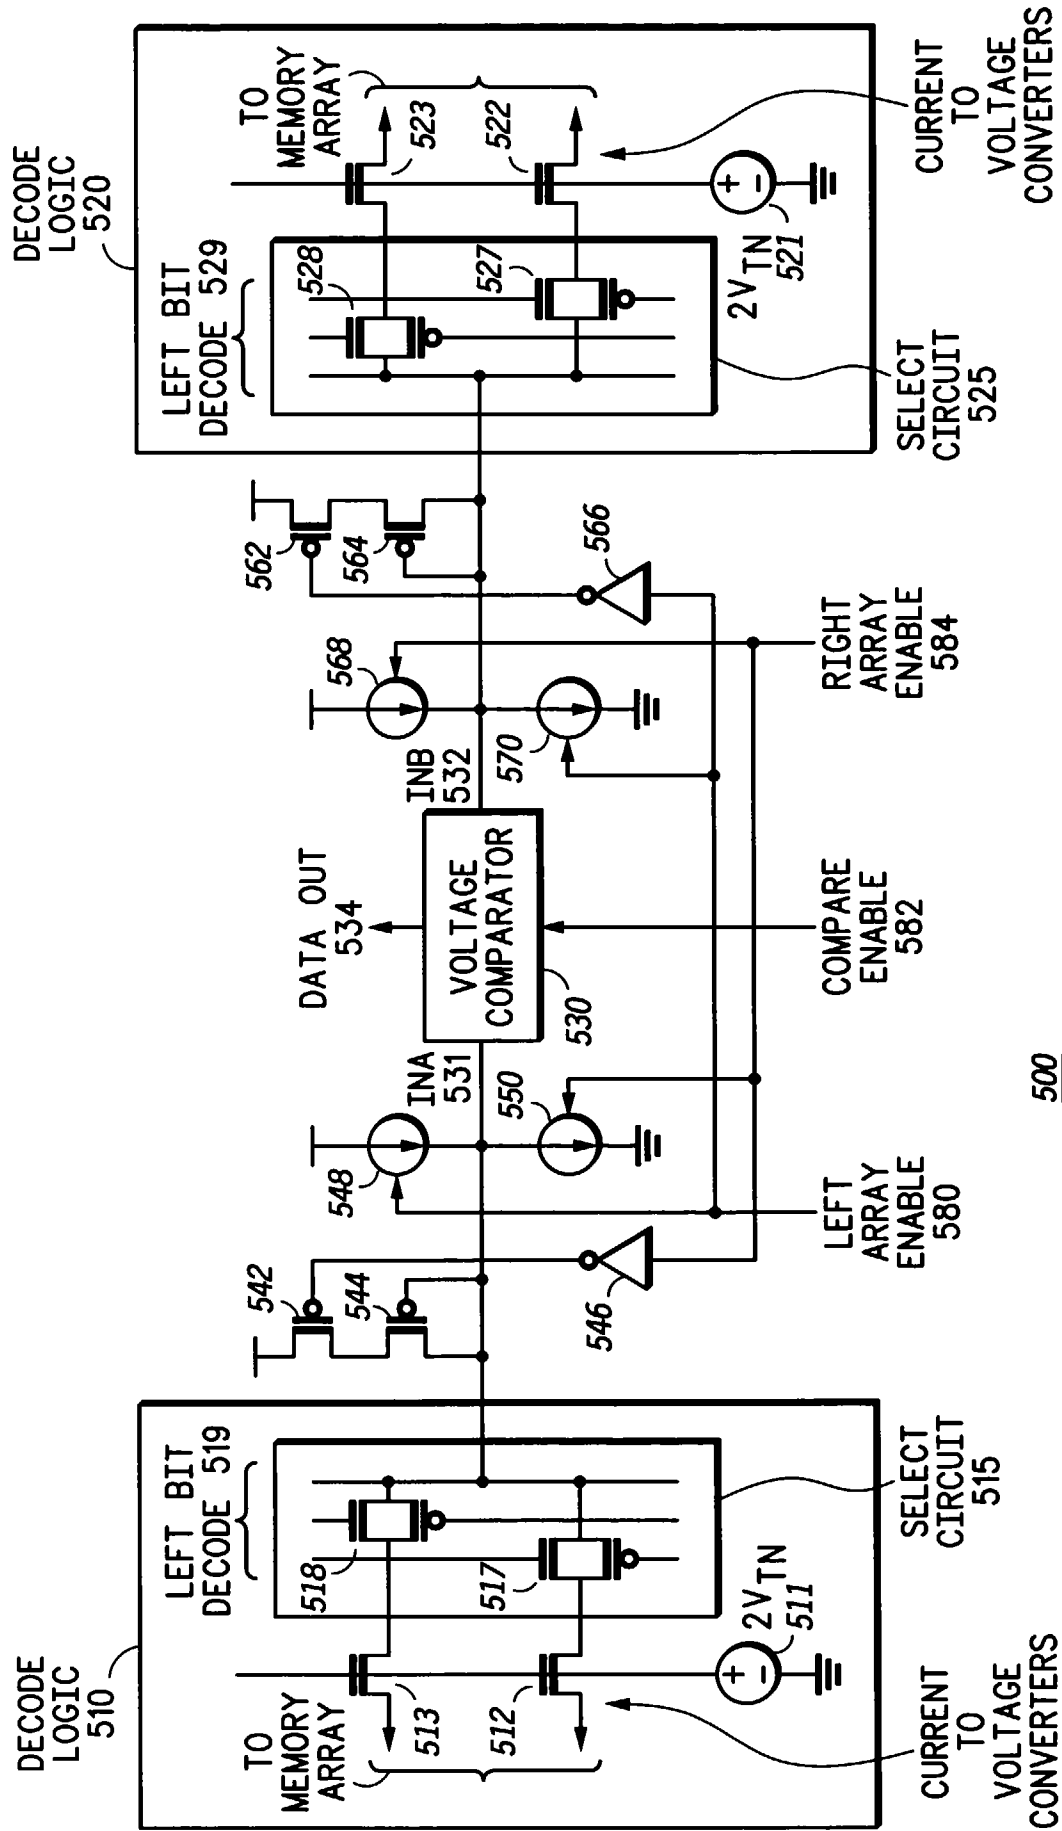 DECODE
LOGIC
510
DECODE
LOGIC
520
LEFT BIT
DECODE 519
LEFT BIT
DECODE 529
TO
MEMORY
ARRAY
TO
MEMORY
ARRAY
518
517
513
512
528
527
523
522
542
544
546
548
550
562
564
566
568
570
DATA OUT
534
INA
531
INB
532
VOLTAGE
COMPARATOR
530
+
-
2VTN
511
+
-
2VTN
521
CURRENT
TO
VOLTAGE
CONVERTERS
SELECT
CIRCUIT
515
LEFT
ARRAY
ENABLE
580
COMPARE
ENABLE
582
RIGHT
ARRAY
ENABLE
584
SELECT
CIRCUIT
525
CURRENT
TO
VOLTAGE
CONVERTERS
500